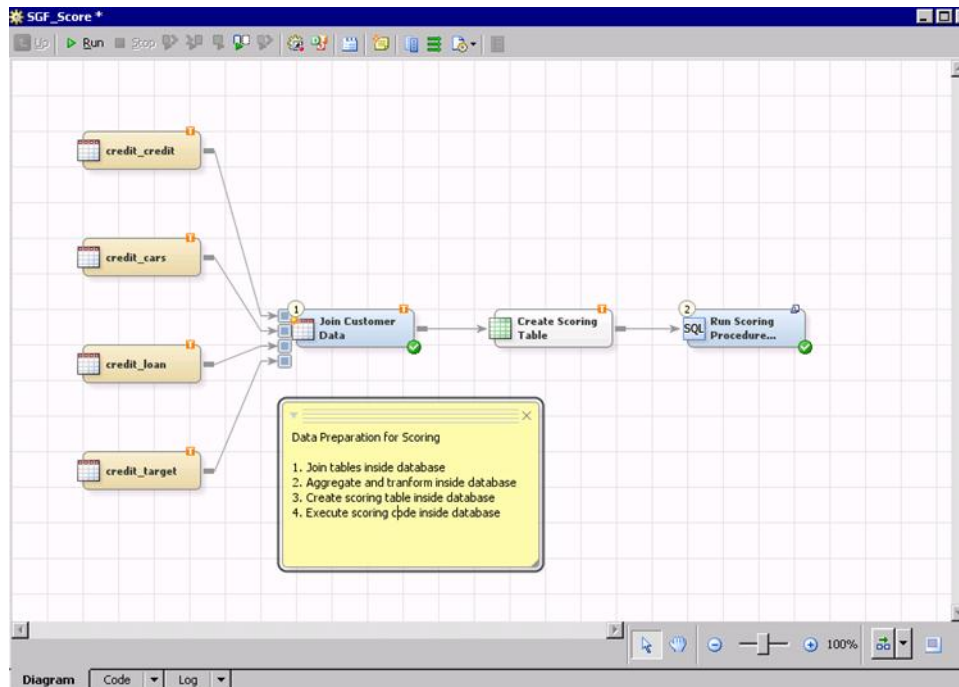 SGF_Score *
Up Run Stop
credit_credit
credit_cars
1
Join Customer
Data
Create Scoring
Table
2
SQL
Run Scoring
Procedure...
credit_loan
credit_target
Data Preparation for Scoring
1. Join tables inside database
2. Aggregate and tranform inside database
3. Create scoring table inside database
4. Execute scoring code inside database
100%
Diagram Code Log